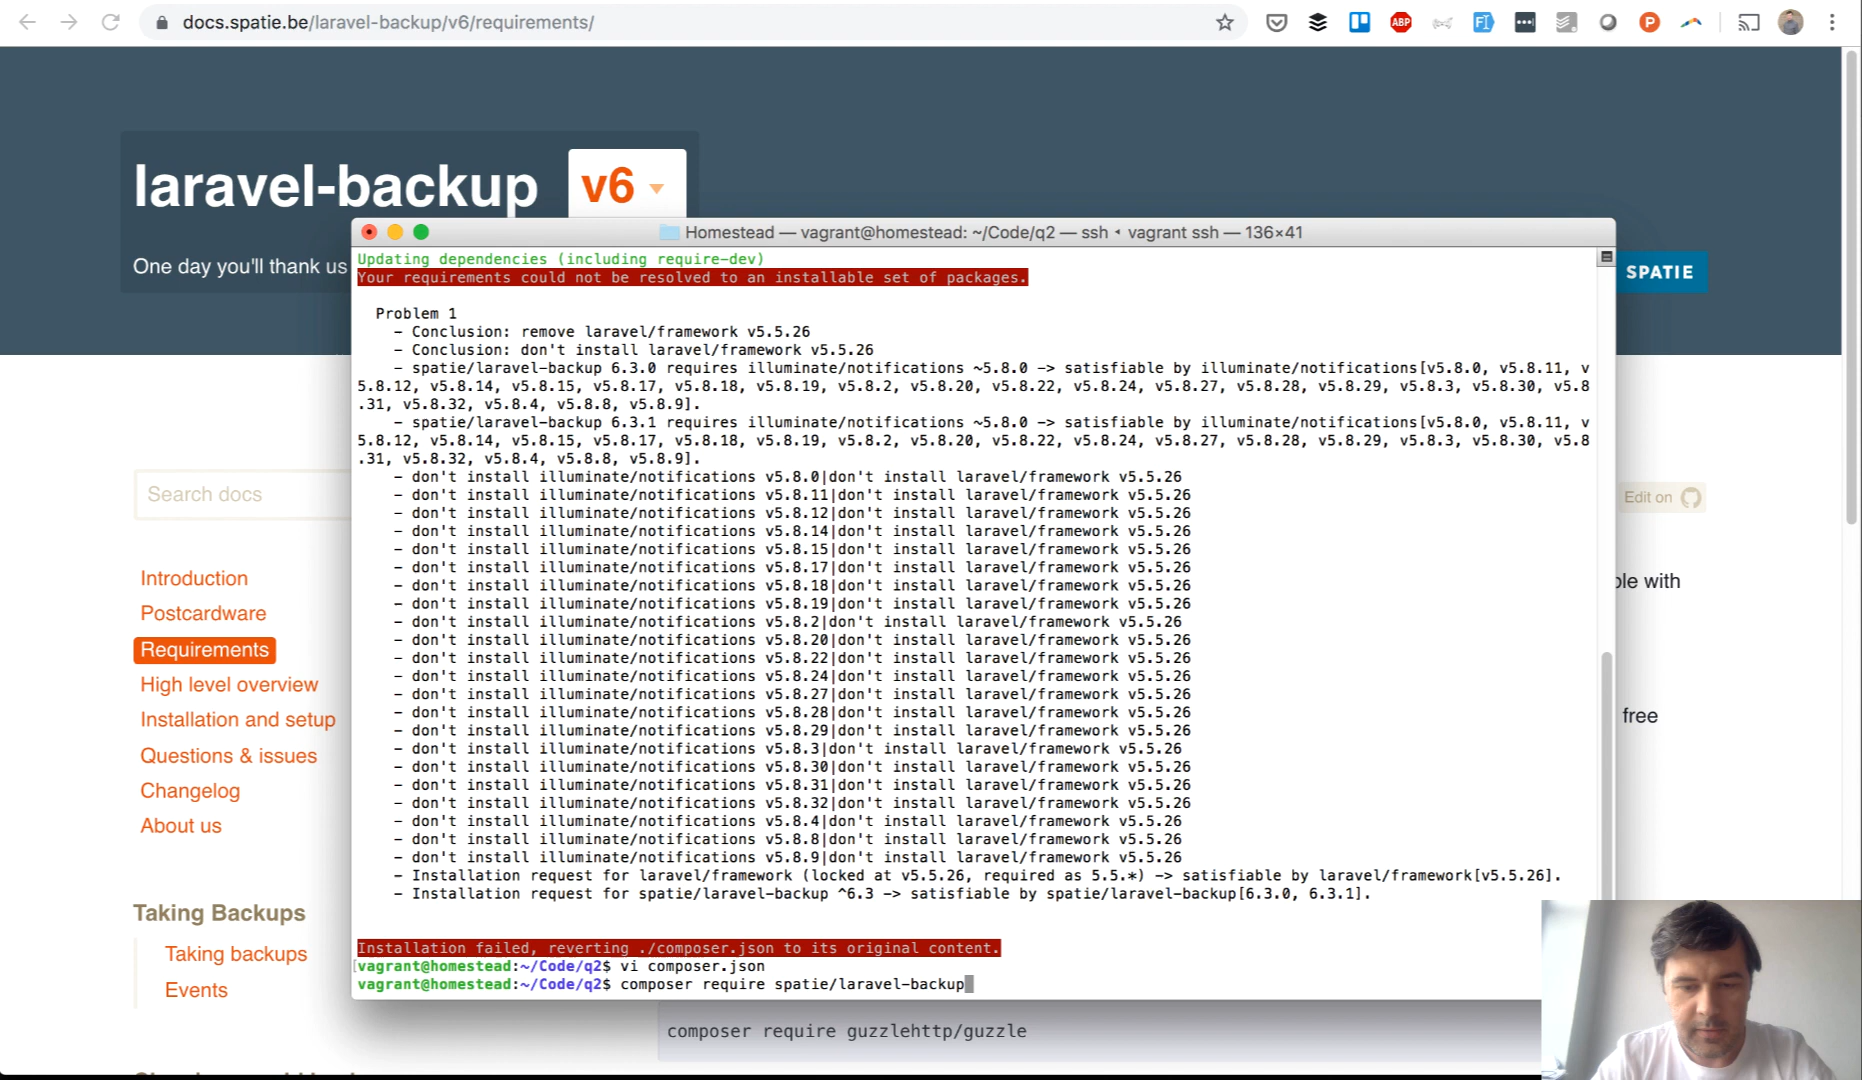 docs.spatie.be/laravel-backup/v6/requirements/
ABP
P
laravel-backup
v6
One day you'll thank us
SPATIE
Search docs
Edit on
Introduction
Postcardware
Requirements
High level overview
Installation and setup
Questions & issues
Changelog
About us
Taking Backups
Taking backups
Events
ble with
free
Homestead — vagrant@homestead: ~/Code/q2 — ssh ◂ vagrant ssh — 136×41
Updating dependencies (including require-dev)
Your requirements could not be resolved to an installable set of packages.
Problem 1
- Conclusion: remove laravel/framework v5.5.26
- Conclusion: don't install laravel/framework v5.5.26
- spatie/laravel-backup 6.3.0 requires illuminate/notifications ~5.8.0 -> satisfiable by illuminate/notifications[v5.8.0, v5.8.11, v
5.8.12, v5.8.14, v5.8.15, v5.8.17, v5.8.18, v5.8.19, v5.8.2, v5.8.20, v5.8.22, v5.8.24, v5.8.27, v5.8.28, v5.8.29, v5.8.3, v5.8.30, v5.8
.31, v5.8.32, v5.8.4, v5.8.8, v5.8.9].
- spatie/laravel-backup 6.3.1 requires illuminate/notifications ~5.8.0 -> satisfiable by illuminate/notifications[v5.8.0, v5.8.11, v
5.8.12, v5.8.14, v5.8.15, v5.8.17, v5.8.18, v5.8.19, v5.8.2, v5.8.20, v5.8.22, v5.8.24, v5.8.27, v5.8.28, v5.8.29, v5.8.3, v5.8.30, v5.8
.31, v5.8.32, v5.8.4, v5.8.8, v5.8.9].
- don't install illuminate/notifications v5.8.0|don't install laravel/framework v5.5.26
- don't install illuminate/notifications v5.8.11|don't install laravel/framework v5.5.26
- don't install illuminate/notifications v5.8.12|don't install laravel/framework v5.5.26
- don't install illuminate/notifications v5.8.14|don't install laravel/framework v5.5.26
- don't install illuminate/notifications v5.8.15|don't install laravel/framework v5.5.26
- don't install illuminate/notifications v5.8.17|don't install laravel/framework v5.5.26
- don't install illuminate/notifications v5.8.18|don't install laravel/framework v5.5.26
- don't install illuminate/notifications v5.8.19|don't install laravel/framework v5.5.26
- don't install illuminate/notifications v5.8.2|don't install laravel/framework v5.5.26
- don't install illuminate/notifications v5.8.20|don't install laravel/framework v5.5.26
- don't install illuminate/notifications v5.8.22|don't install laravel/framework v5.5.26
- don't install illuminate/notifications v5.8.24|don't install laravel/framework v5.5.26
- don't install illuminate/notifications v5.8.27|don't install laravel/framework v5.5.26
- don't install illuminate/notifications v5.8.28|don't install laravel/framework v5.5.26
- don't install illuminate/notifications v5.8.29|don't install laravel/framework v5.5.26
- don't install illuminate/notifications v5.8.3|don't install laravel/framework v5.5.26
- don't install illuminate/notifications v5.8.30|don't install laravel/framework v5.5.26
- don't install illuminate/notifications v5.8.31|don't install laravel/framework v5.5.26
- don't install illuminate/notifications v5.8.32|don't install laravel/framework v5.5.26
- don't install illuminate/notifications v5.8.4|don't install laravel/framework v5.5.26
- don't install illuminate/notifications v5.8.8|don't install laravel/framework v5.5.26
- don't install illuminate/notifications v5.8.9|don't install laravel/framework v5.5.26
- Installation request for laravel/framework (locked at v5.5.26, required as 5.5.*) -> satisfiable by laravel/framework[v5.5.26].
- Installation request for spatie/laravel-backup ^6.3 -> satisfiable by spatie/laravel-backup[6.3.0, 6.3.1].
Installation failed, reverting ./composer.json to its original content.
vagrant@homestead:~/Code/q2$ vi composer.json
vagrant@homestead:~/Code/q2$ composer require spatie/laravel-backup
composer require guzzlehttp/guzzle